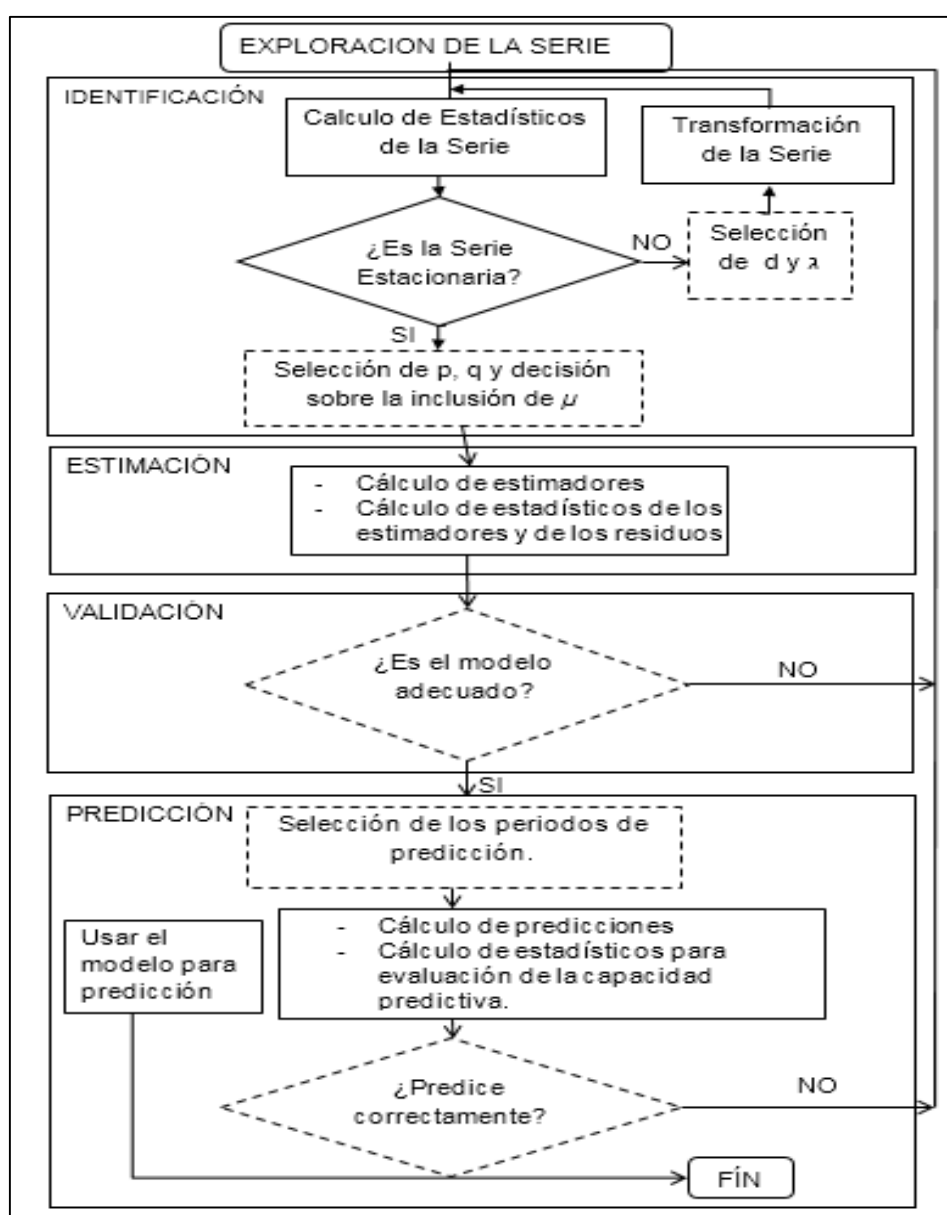 EXPLORACION DE LA SERIE
IDENTIFICACIÓN
Calculo de Estadísticos
de la Serie
Transformación
de la Serie
¿Es la Serie
Estacionaria?
NO
Selección
de d y λ
SI
Selección de p, q y decisión
sobre la inclusión de μ
ESTIMACIÓN
- Cálculo de estimadores
- Cálculo de estadísticos de los
estimadores y de los residuos
VALIDACIÓN
¿Es el modelo
adecuado?
NO
SI
PREDICCIÓN
Selección de los periodos de
predicción.
Usar el
modelo para
predicción
- Cálculo de predicciones
- Cálculo de estadísticos para
evaluación de la capacidad
predictiva.
¿Predice
correctamente?
NO
FÍN